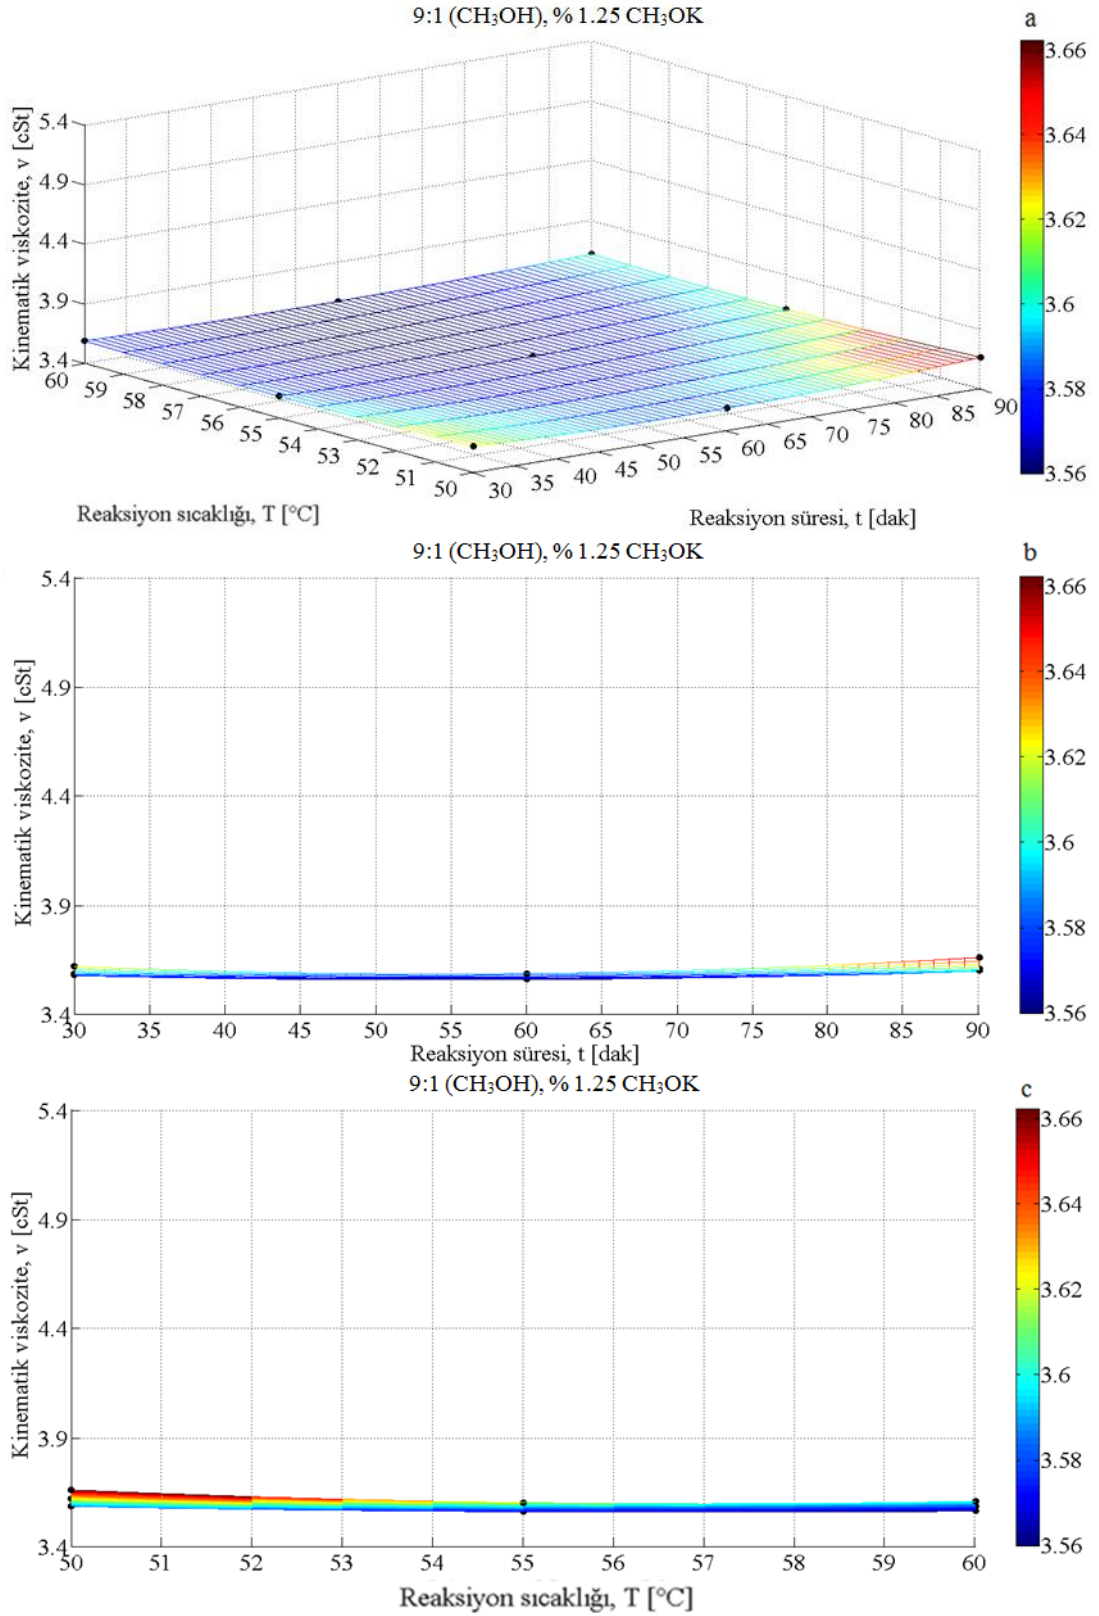 9:1 (CH₃OH), % 1.25 CH₃OK
a
Kinematik viskozite, v [cSt]
5.4
4.9
4.4
3.9
3.4
60 59 58 57 56 55 54 53 52 51 50
30 35 40 45 50 55 60 65 70 75 80 85 90
Reaksiyon sıcaklığı, T [°C]
Reaksiyon süresi, t [dak]
3.66
3.64
3.62
3.6
3.58
3.56
9:1 (CH₃OH), % 1.25 CH₃OK
b
Kinematik viskozite, v [cSt]
5.4
4.9
4.4
3.9
3.4
30 35 40 45 50 55 60 65 70 75 80 85 90
Reaksiyon süresi, t [dak]
3.66
3.64
3.62
3.6
3.58
3.56
9:1 (CH₃OH), % 1.25 CH₃OK
c
Kinematik viskozite, v [cSt]
5.4
4.9
4.4
3.9
3.4
50 51 52 53 54 55 56 57 58 59 60
Reaksiyon sıcaklığı, T [°C]
3.66
3.64
3.62
3.6
3.58
3.56